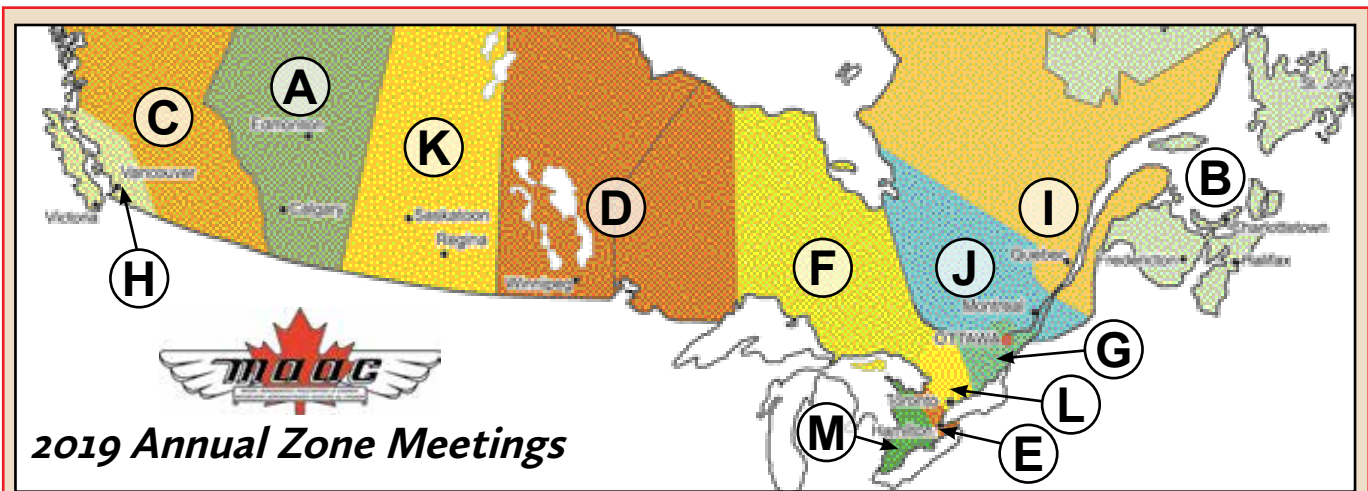 A
C
Edmonton
K
B
Vancouver
D
I
Victoria
Calgary
Saskatoon
Charlottetown
Regina
Quebec
Fredericton
Halifax
H
F
J
Winnipeg
Montreal
OTTAWA
G
maac
Toronto
L
M
Hamilton
E
2019 Annual Zone Meetings